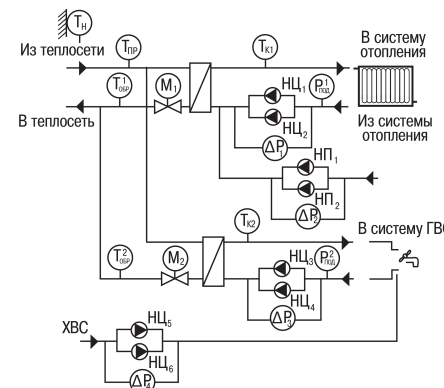 Tн
Из теплосети
Tпр
Tк1
В систему
отопления
T¹обр
M₁
НЦ₁
P¹под
В теплосеть
НЦ₂
Из системы
отопления
ΔP₁
НП₁
НП₂
ΔP₂
Tк2
В систему ГВС
T²обр
M₂
НЦ₃
P²под
НЦ₄
ΔP₃
ХВС
НЦ₅
НЦ₆
ΔP₄